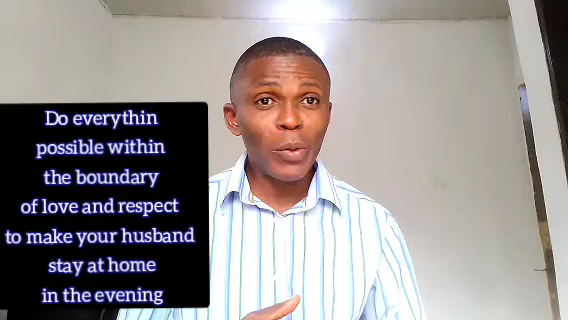 Do everythin
possible within
the boundary
of love and respect
to make your husband
stay at home
in the evening